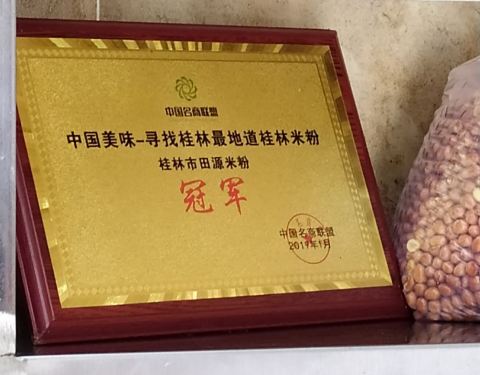 中国名商联盟
中国美味-寻找桂林最地道桂林米粉
桂林市田源米粉
冠军
中国名商联盟
2019年1月